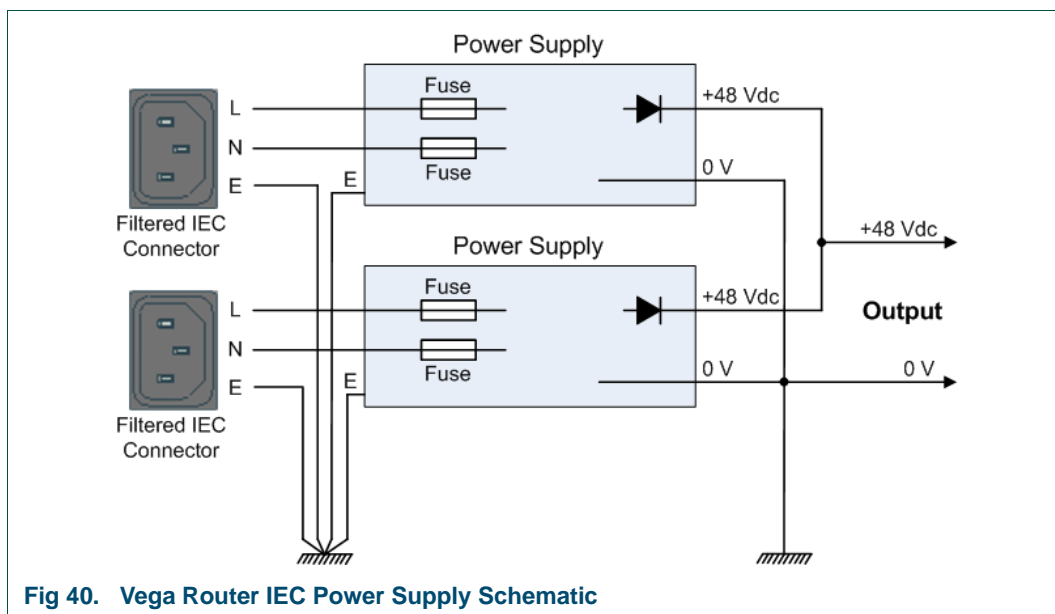 Power Supply
Fuse
L
+48 Vdc
N
Fuse
E
E
0 V
Filtered IEC
Connector
+48 Vdc
Power Supply
Fuse
L
+48 Vdc
Output
N
Fuse
E
E
0 V
0 V
Filtered IEC
Connector
Fig 40. Vega Router IEC Power Supply Schematic